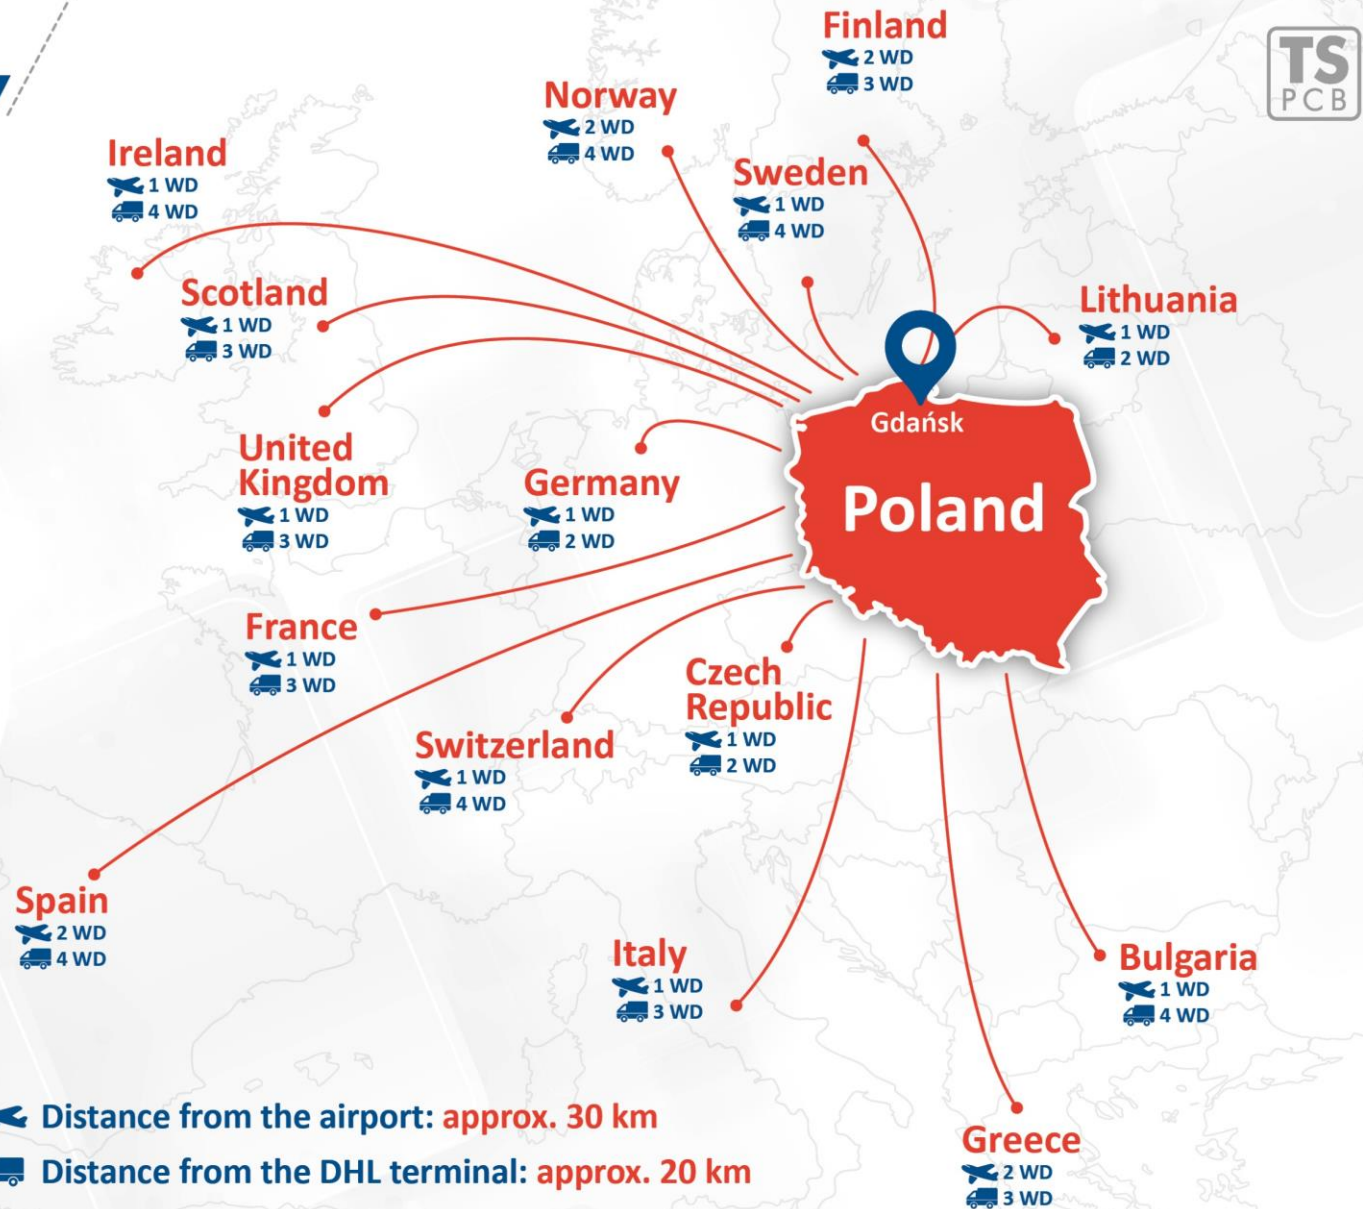 Finland
2 WD
3 WD
TS
PCB
Norway
2 WD
4 WD
Ireland
1 WD
4 WD
Sweden
1 WD
4 WD
Scotland
1 WD
3 WD
Lithuania
1 WD
2 WD
Gdańsk
Poland
United
Kingdom
1 WD
3 WD
Germany
1 WD
2 WD
France
1 WD
3 WD
Czech
Republic
1 WD
2 WD
Switzerland
1 WD
4 WD
Spain
2 WD
4 WD
Italy
1 WD
3 WD
Bulgaria
1 WD
4 WD
Distance from the airport: approx. 30 km
Distance from the DHL terminal: approx. 20 km
Greece
2 WD
3 WD